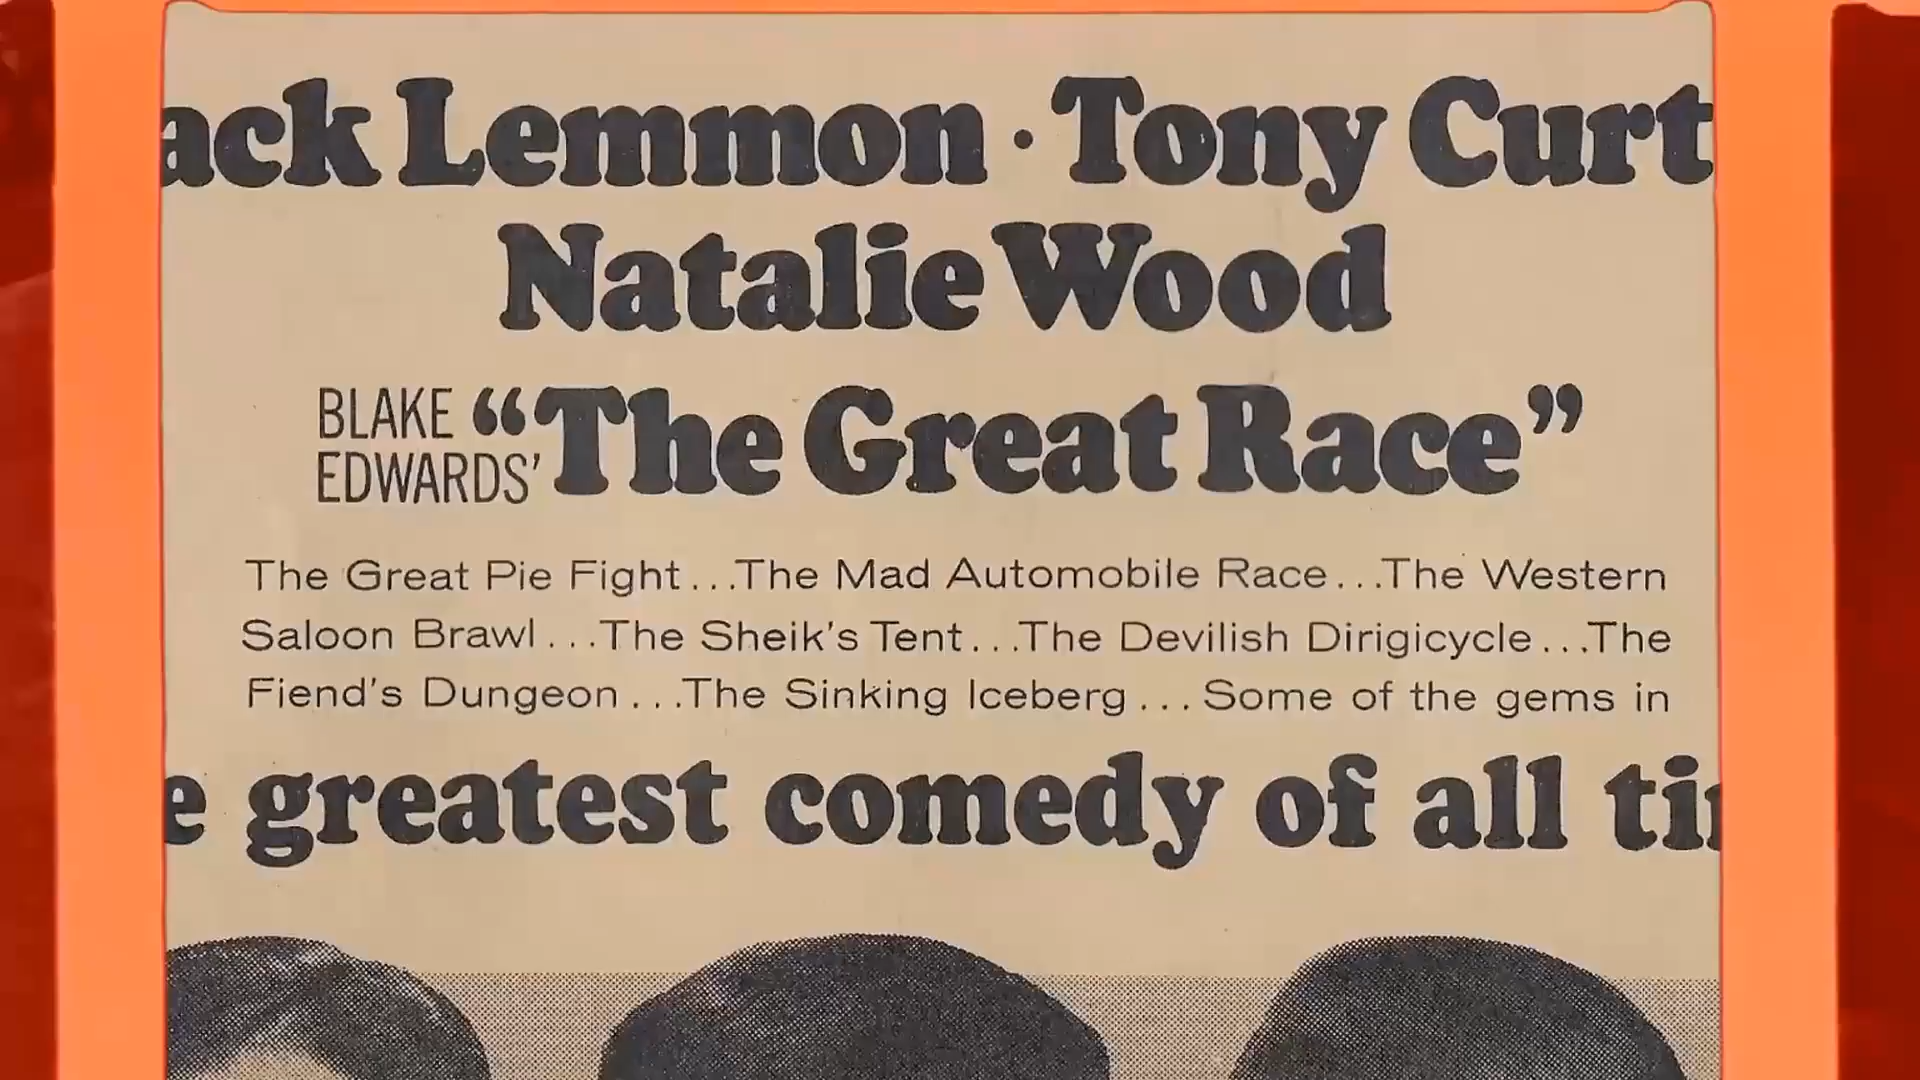 ack Lemmon · Tony Curt
Natalie Wood
BLAKE EDWARDS' “The Great Race”
The Great Pie Fight...The Mad Automobile Race...The Western
Saloon Brawl...The Sheik's Tent...The Devilish Dirigicycle...The
Fiend's Dungeon...The Sinking Iceberg...Some of the gems in
e greatest comedy of all ti